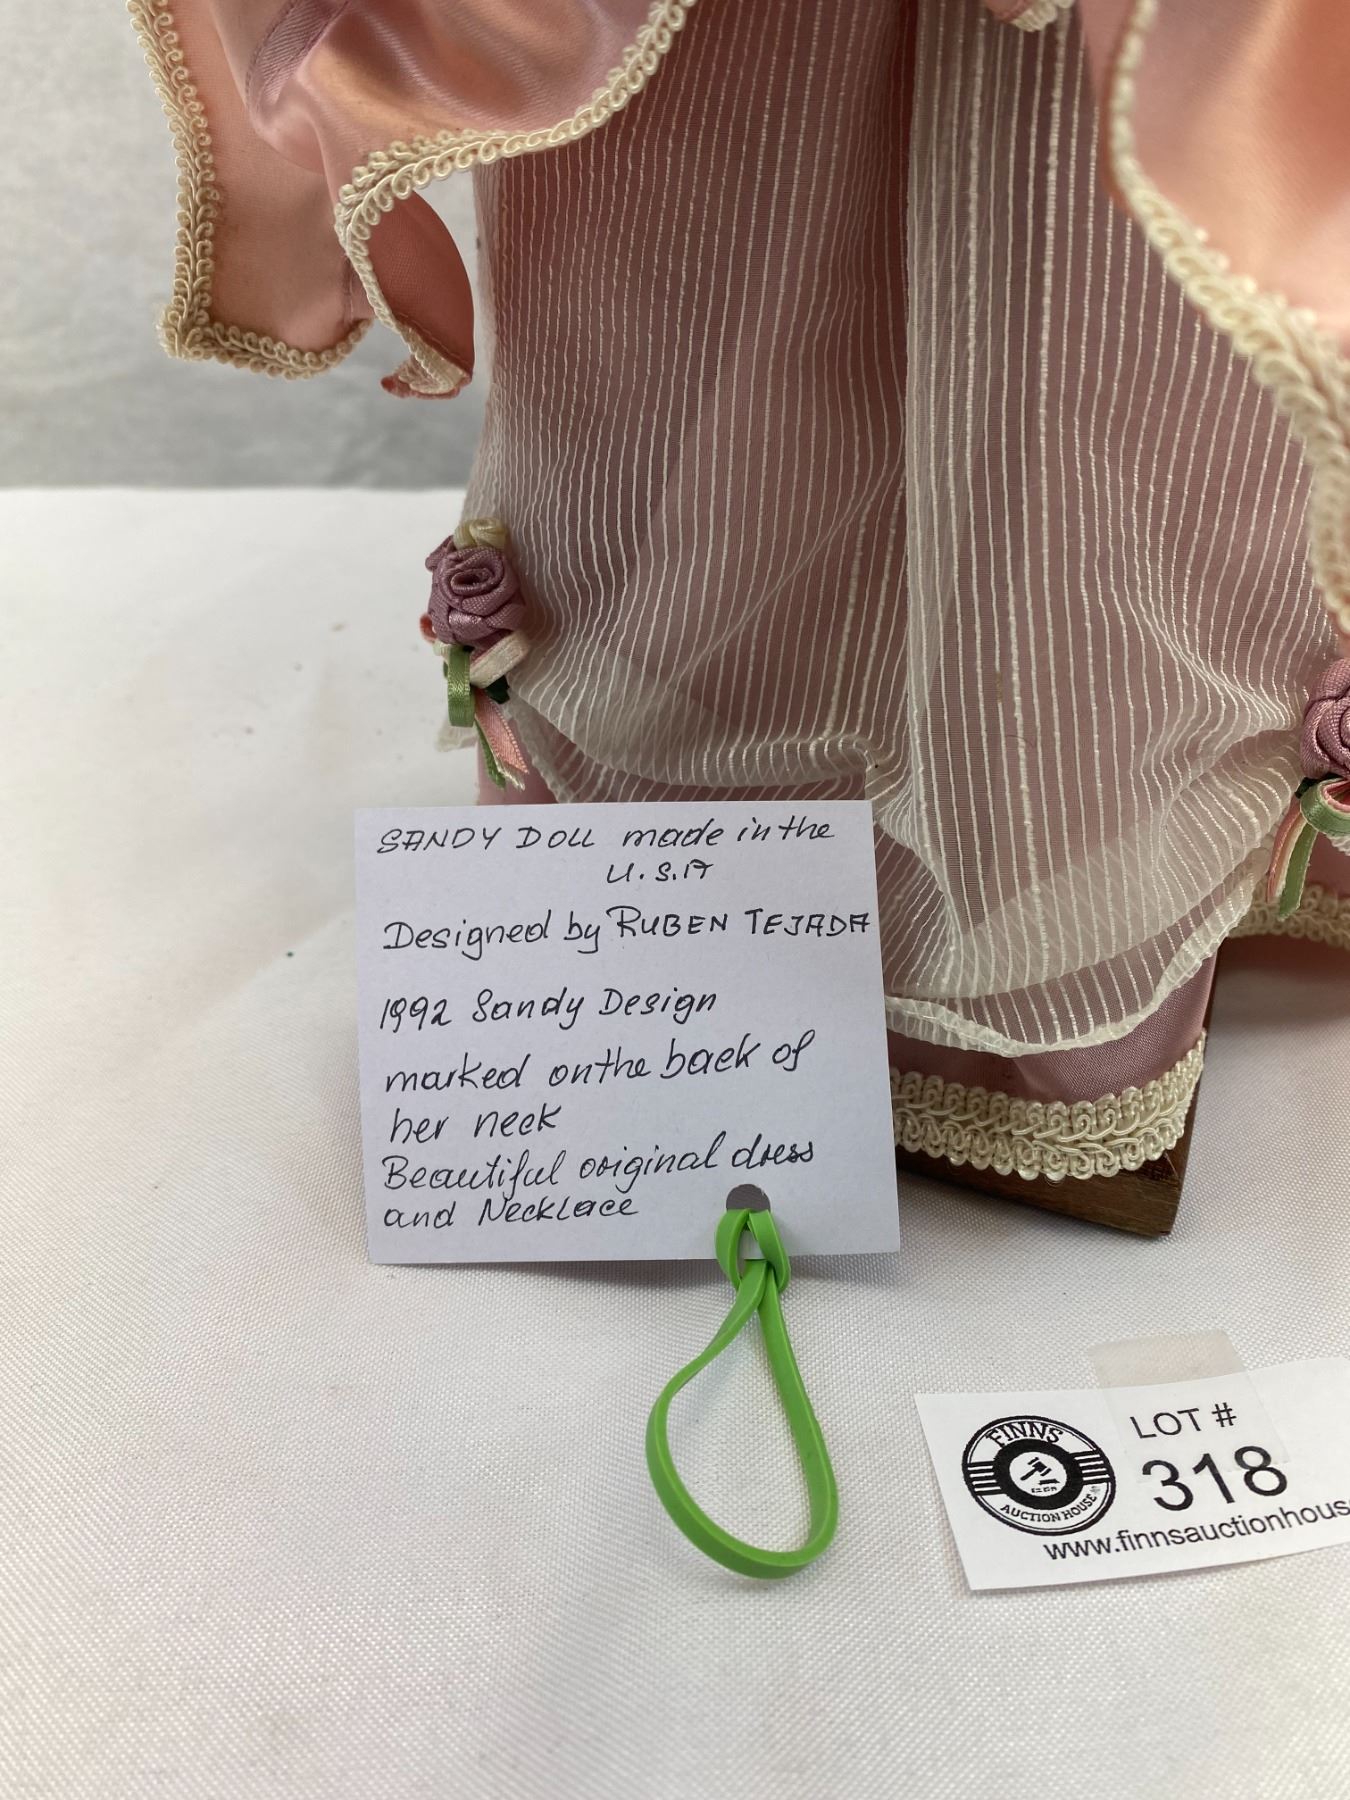 SANDY DOLL made in the
U.S.A
Designed by RUBEN TEJADA
1992 Sandy Design
marked on the back of
her neck
Beautiful original dress
and Necklace
FINNS
AUCTION HOUSE
LOT #
318
www.finnsauctionhous